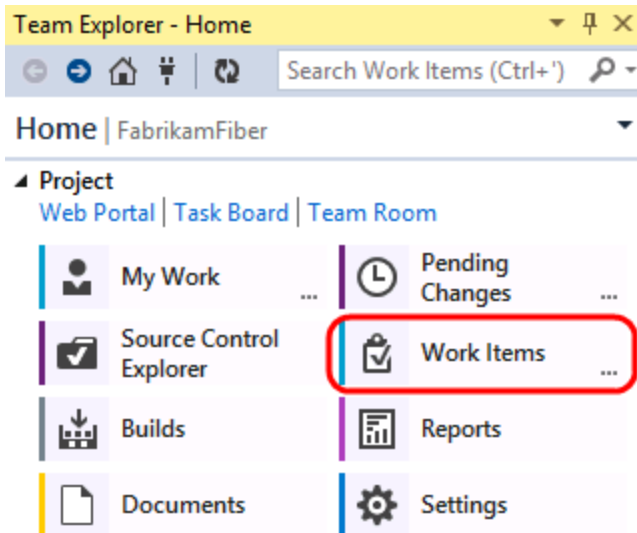 Team Explorer - Home
Search Work Items (Ctrl+')
Home | FabrikamFiber
Project
Web Portal | Task Board | Team Room
My Work ...
Pending
Changes ...
Source Control
Explorer
Work Items ...
Builds
Reports
Documents
Settings